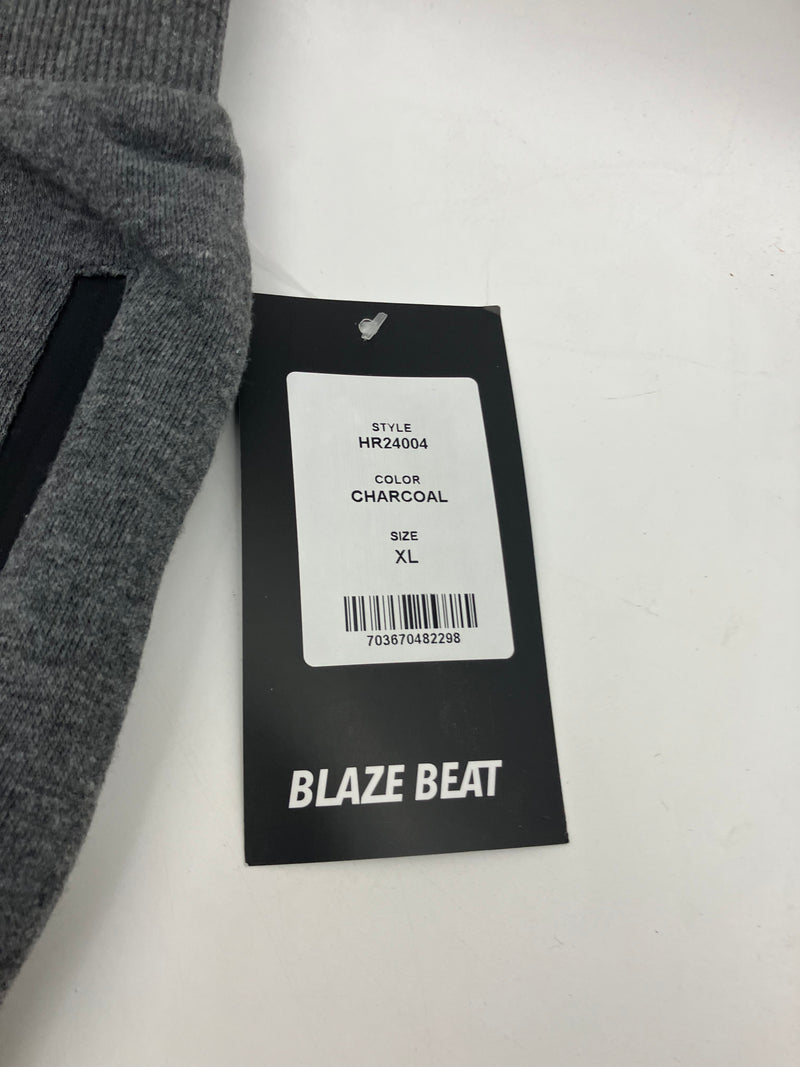 STYLE
HR24004
COLOR
CHARCOAL
SIZE
XL
703670482298
BLAZE BEAT